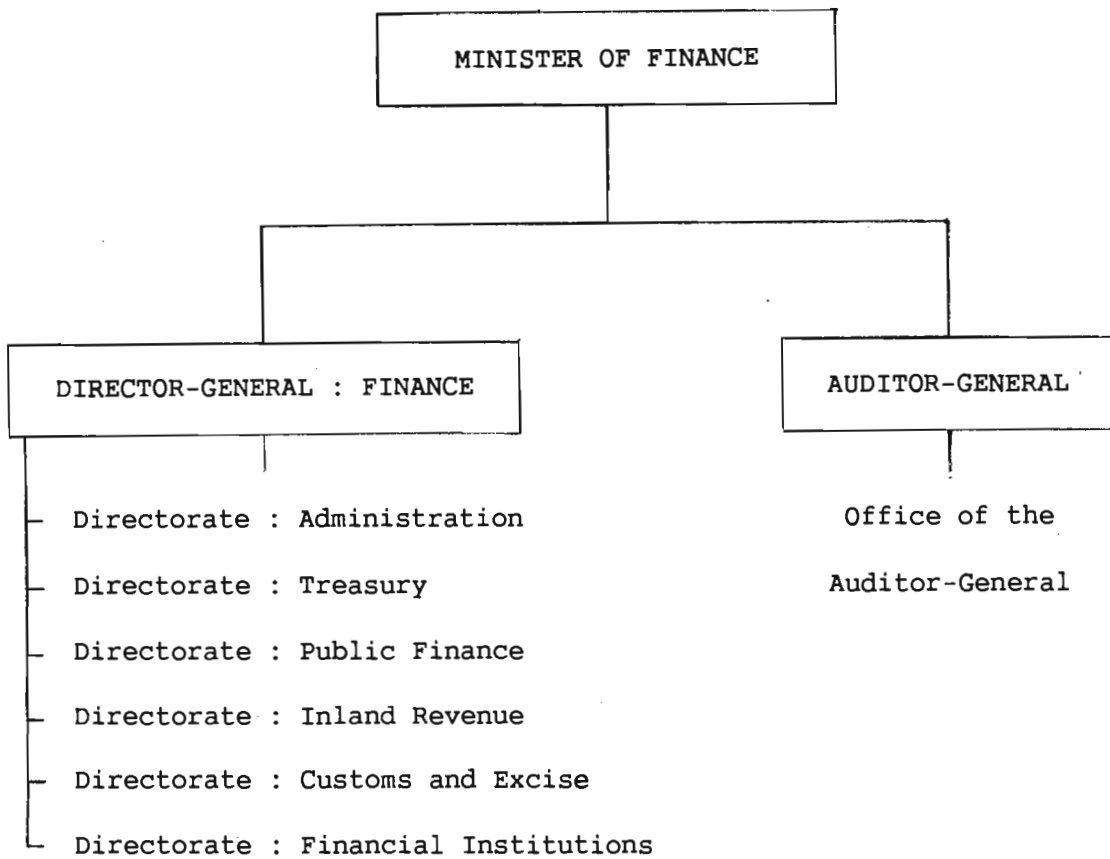 MINISTER OF FINANCE
DIRECTOR-GENERAL : FINANCE
AUDITOR-GENERAL
Directorate : Administration
Directorate : Treasury
Directorate : Public Finance
Directorate : Inland Revenue
Directorate : Customs and Excise
Directorate : Financial Institutions
Office of the
Auditor-General